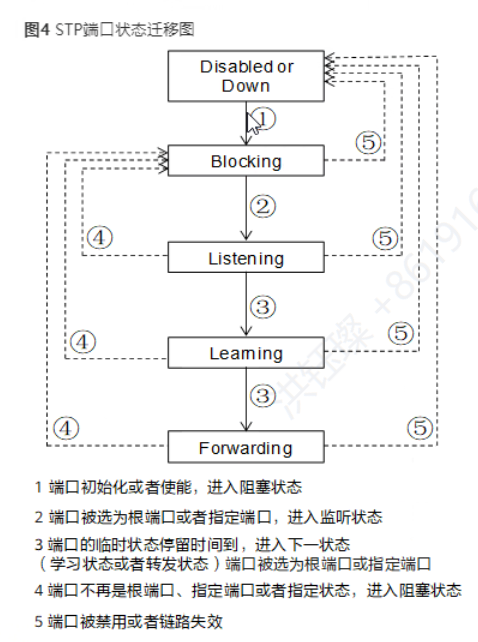 图4 STP端口状态迁移图
Disabled or
Down
①
⑤
Blocking
②
④
⑤
Listening
③
④
⑤
Learning
③
④
⑤
Forwarding
1 端口初始化或者使能，进入阻塞状态
2 端口被选为根端口或者指定端口，进入监听状态
3 端口的临时状态停留时间到，进入下一状态
（学习状态或者转发状态）端口被选为根端口或指定端口
4 端口不再是根端口、指定端口或者指定状态，进入阻塞状态
5 端口被禁用或者链路失效
洪钰璨 +861916